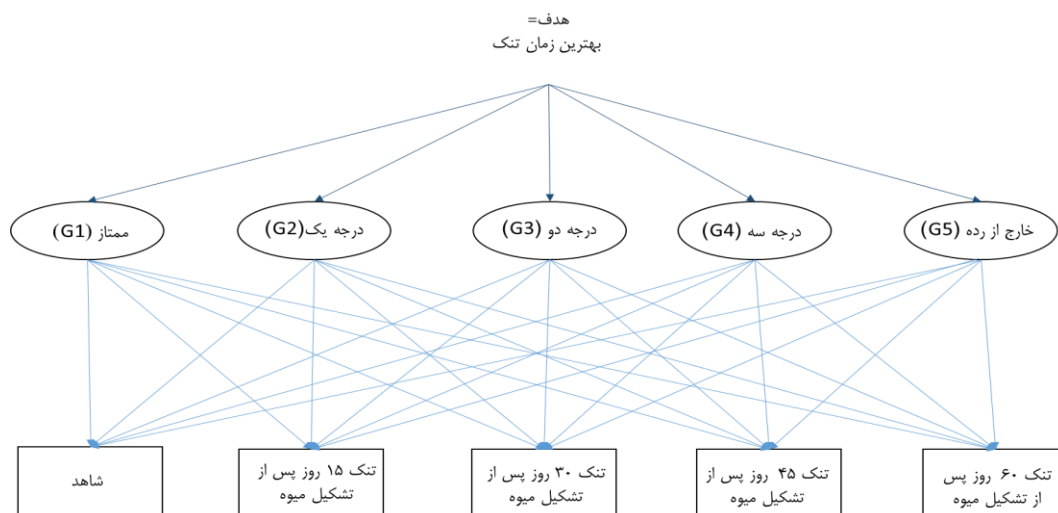 هدف=
بهترین زمان تنک
خارج از رده (G5)
درجه سه (G4)
درجه دو (G3)
درجه یک(G2)
ممتاز (G1)
تنک ۶۰ روز پس
از تشکیل میوه
تنک ۴۵ روز پس از
تشکیل میوه
تنک ۳۰ روز پس از
تشکیل میوه
تنک ۱۵ روز پس از
تشکیل میوه
شاهد